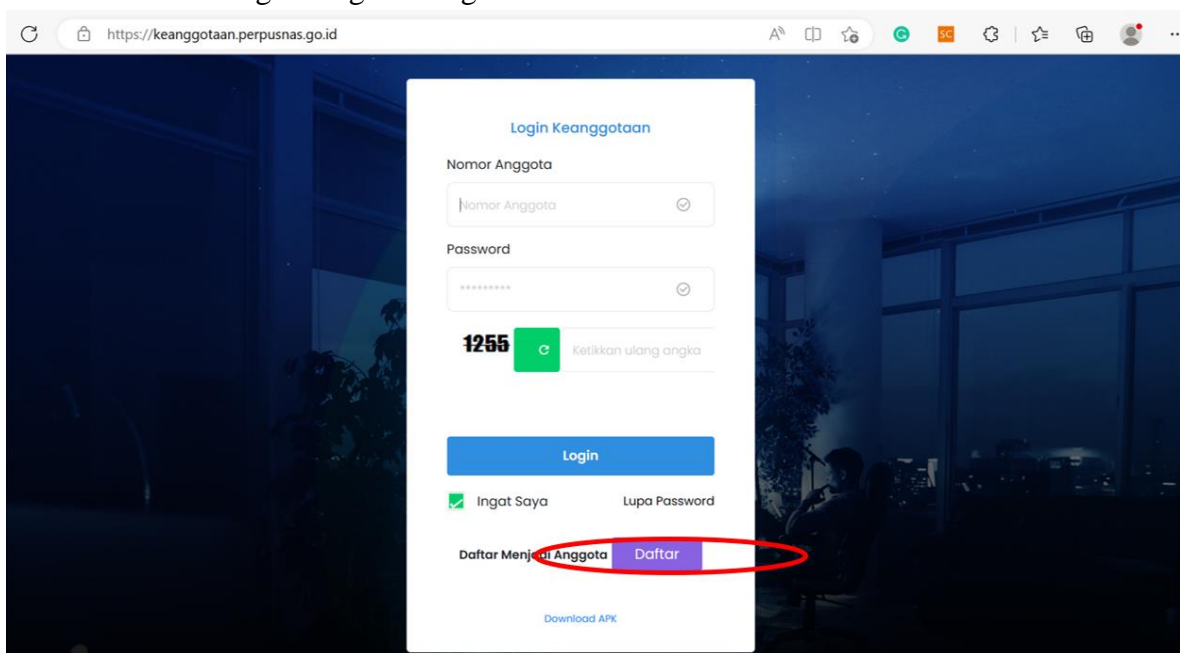 https://keanggotaan.perpusnas.go.id
SC
Login Keanggotaan
Nomor Anggota
Nomor Anggota
Password
*********
1255 Ketikkan ulang angka
Login
Ingat Saya Lupa Password
Daftar Menjadi Anggota Daftar
Download APK